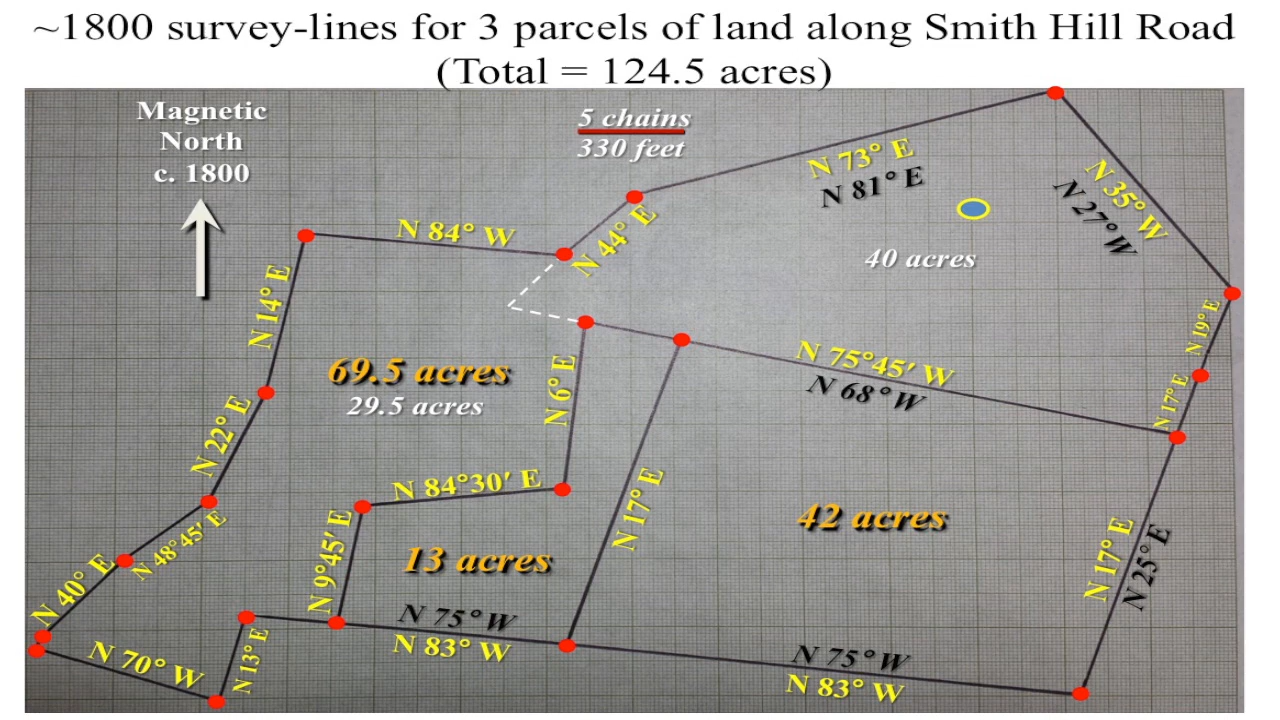 ~1800 survey-lines for 3 parcels of land along Smith Hill Road
(Total = 124.5 acres)
Magnetic
North
c. 1800
5 chains
330 feet
N 73° E
N 81° E
N 35° W
N 27° W
N 84° W
N 44° E
40 acres
N 14° E
N 19° E
N 75°45' W
N 68° W
N 17° E
69.5 acres
29.5 acres
N 6° E
N 22° E
N 84°30' E
N 17° E
42 acres
N 48°45' E
N 40° E
N 9°45' E
13 acres
N 17° E
N 25° E
N 75° W
N 83° W
N 70° W
N 13° E
N 75° W
N 83° W